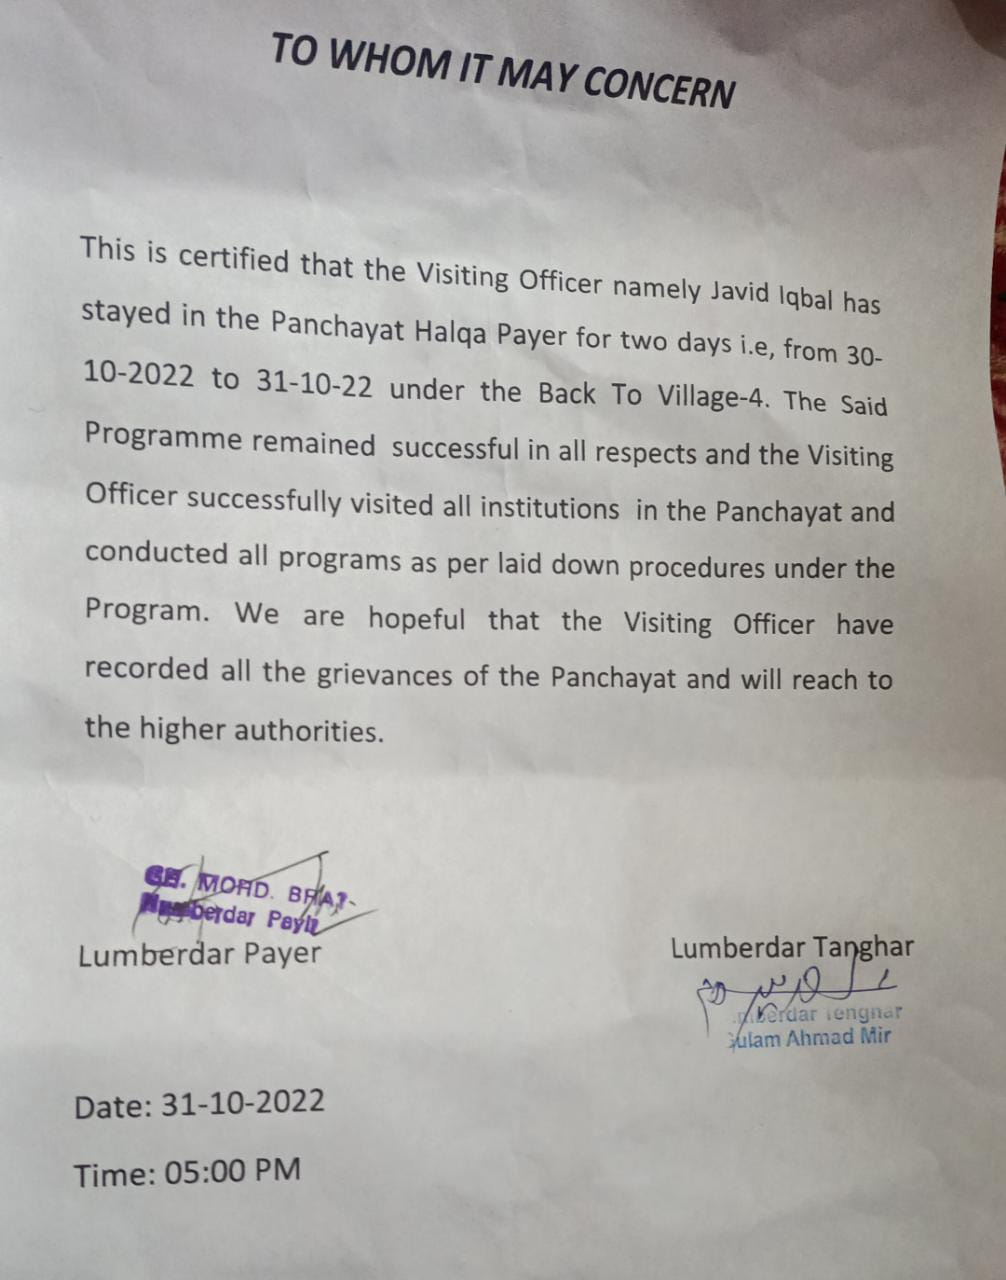 TO WHOM IT MAY CONCERN
This is certified that the Visiting Officer namely Javid Iqbal has
stayed in the Panchayat Halqa Payer for two days i.e, from 30-
10-2022 to 31-10-22 under the Back To Village-4. The Said
Programme remained successful in all respects and the Visiting
Officer successfully visited all institutions in the Panchayat and
conducted all programs as per laid down procedures under the
Program. We are hopeful that the Visiting Officer have
recorded all the grievances of the Panchayat and will reach to
the higher authorities.
GH. MOHD. BHAT
Lumberdar Payer
Lumberdar Tanghar
Ahmad Mir
Date: 31-10-2022
Time: 05:00 PM